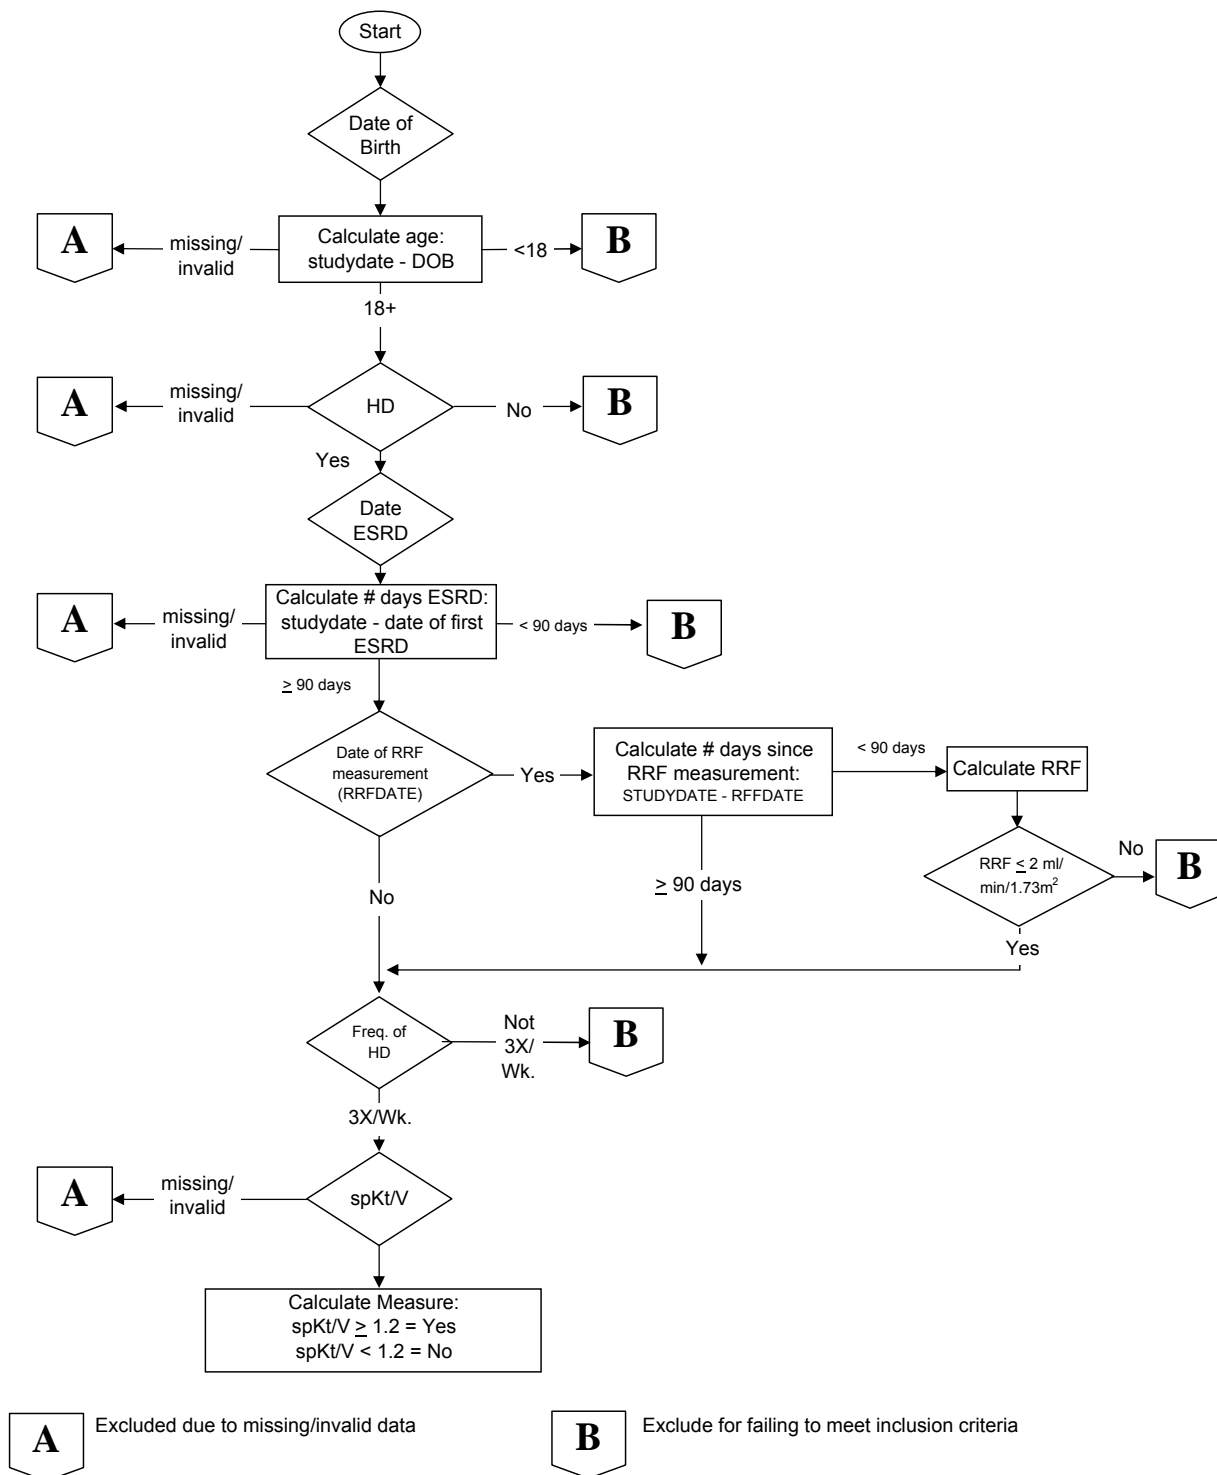 Start
Date of
Birth
A
missing/
invalid
Calculate age:
studydate - DOB
<18
B
18+
A
missing/
invalid
HD
No
B
Yes
Date
ESRD
A
missing/
invalid
Calculate # days ESRD:
studydate - date of first
ESRD
< 90 days
B
≥ 90 days
Date of RRF
measurement
(RRFDATE)
Yes
Calculate # days since
RRF measurement:
STUDYDATE - RFFDATE
< 90 days
Calculate RRF
No
≥ 90 days
RRF ≤ 2 ml/
min/1.73m²
No
B
Yes
Freq. of
HD
Not
3X/
Wk.
B
3X/Wk.
A
missing/
invalid
spKt/V
Calculate Measure:
spKt/V ≥ 1.2 = Yes
spKt/V < 1.2 = No
A
Excluded due to missing/invalid data
B
Exclude for failing to meet inclusion criteria